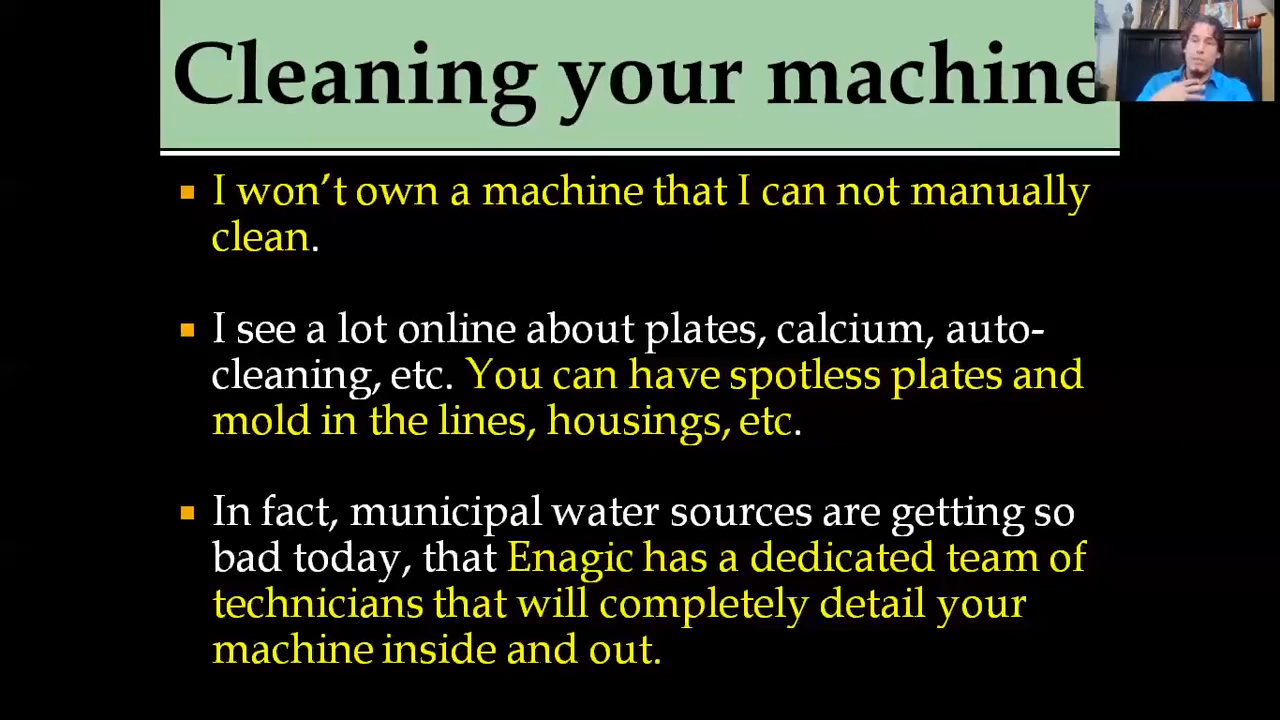 Cleaning your machine
I won’t own a machine that I can not manually
clean.
I see a lot online about plates, calcium, auto-
cleaning, etc. You can have spotless plates and
mold in the lines, housings, etc.
In fact, municipal water sources are getting so
bad today, that Enagic has a dedicated team of
technicians that will completely detail your
machine inside and out.